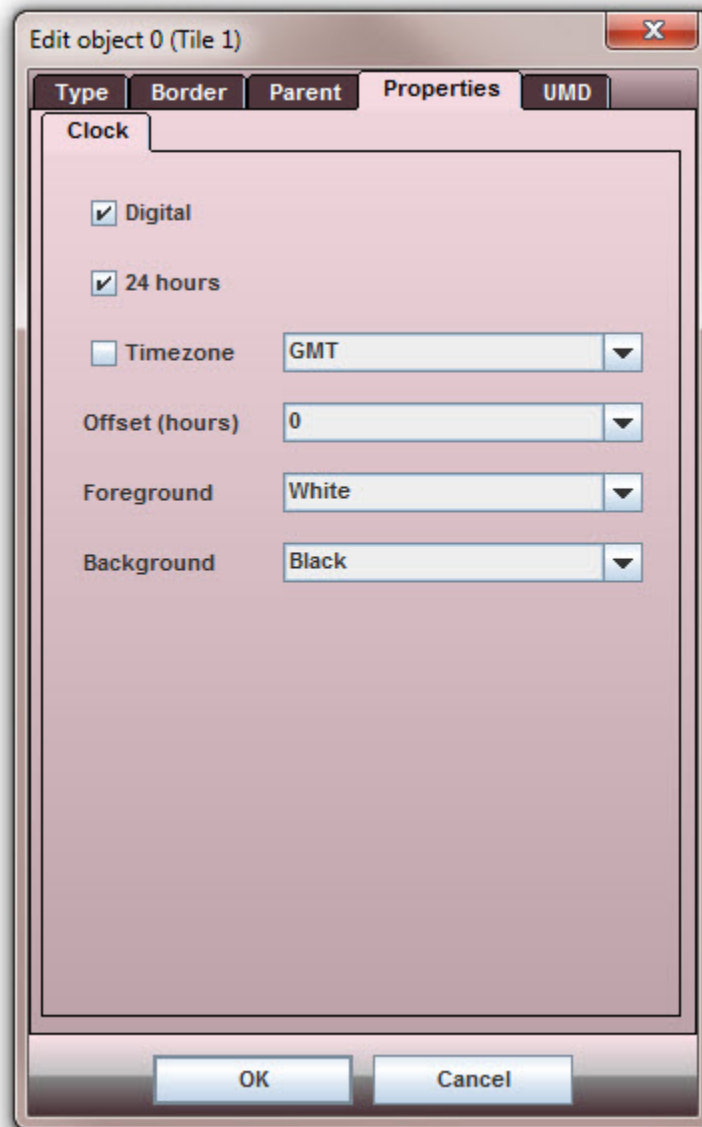 Edit object 0 (Tile 1)
Type Border Parent Properties UMD
Clock
Digital
24 hours
Timezone GMT
Offset (hours) 0
Foreground White
Background Black
OK Cancel